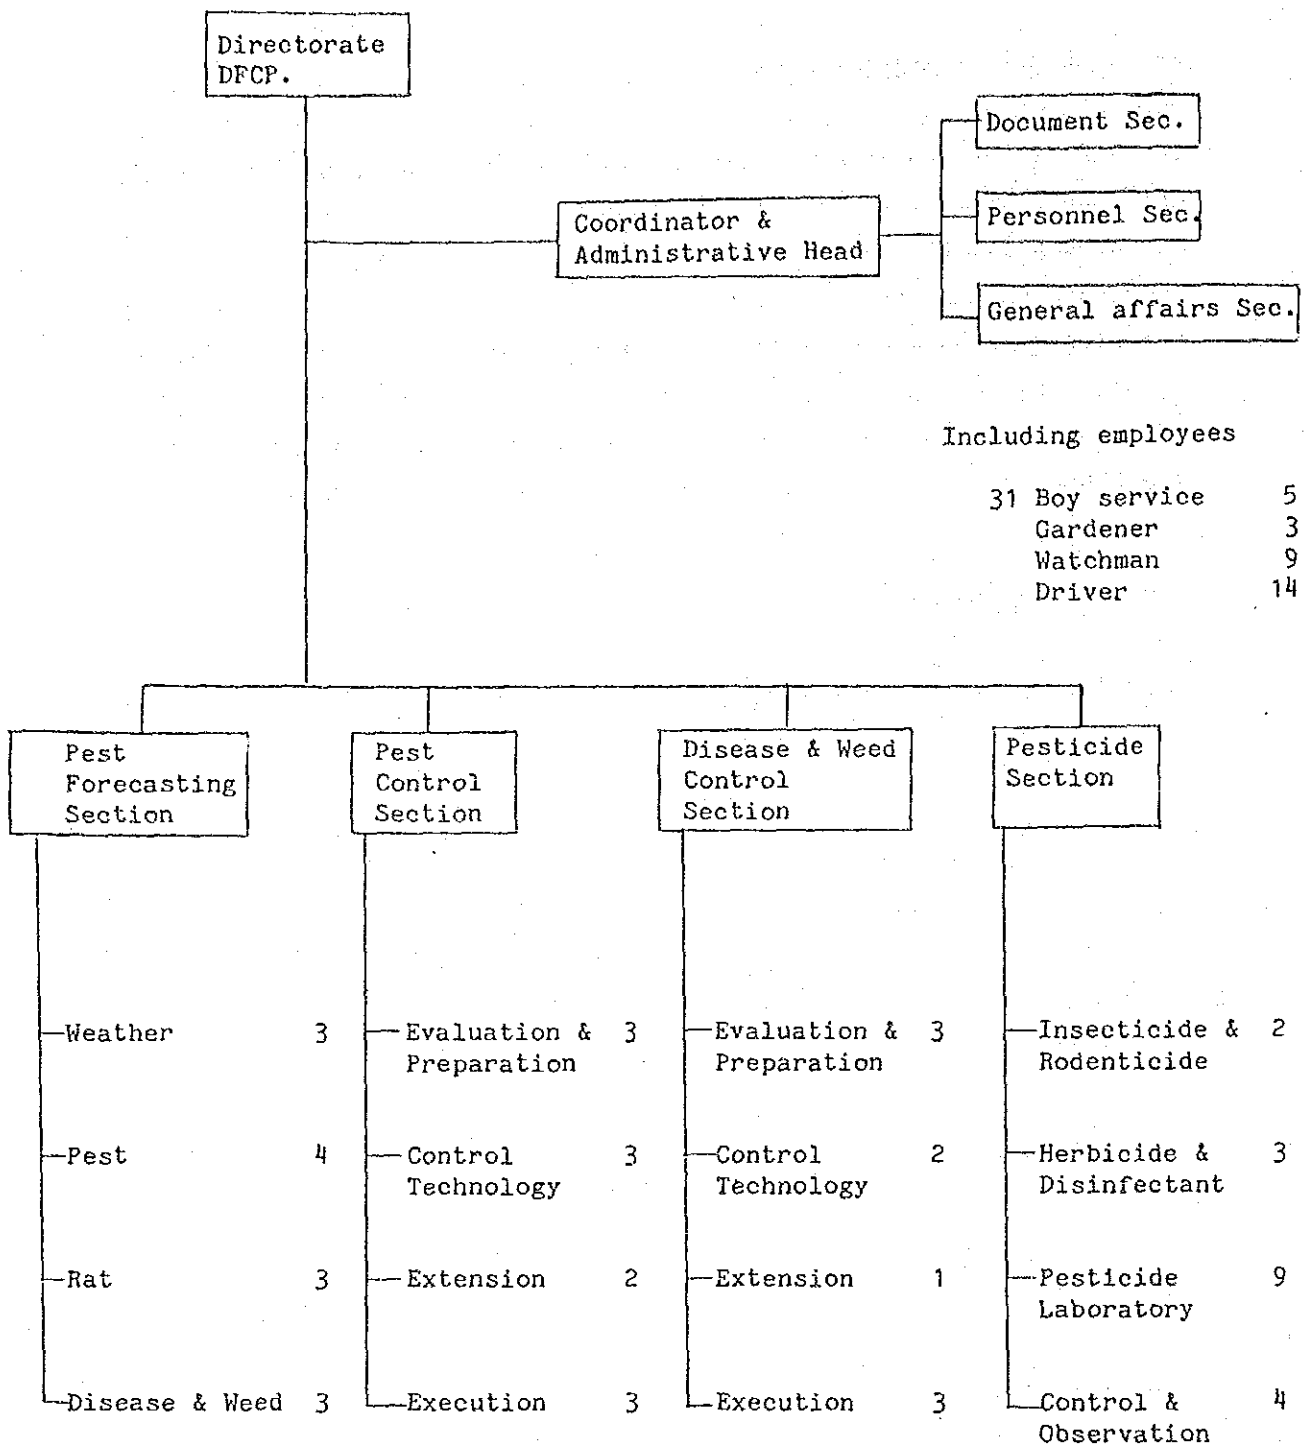 Directorate
DFCP.
Document Sec.
Coordinator &
Administrative Head
Personnel Sec.
General affairs Sec.
Including employees
31 Boy service 5
Gardener 3
Watchman 9
Driver 14
Pest
Forecasting
Section
Pest
Control
Section
Disease & Weed
Control
Section
Pesticide
Section
Weather 3
Pest 4
Rat 3
Disease & Weed 3
Evaluation & 3
Preparation
Control 3
Technology
Extension 2
Execution 3
Evaluation & 3
Preparation
Control 2
Technology
Extension 1
Execution 3
Insecticide & 2
Rodenticide
Herbicide & 3
Disinfectant
Pesticide 9
Laboratory
Control & 4
Observation